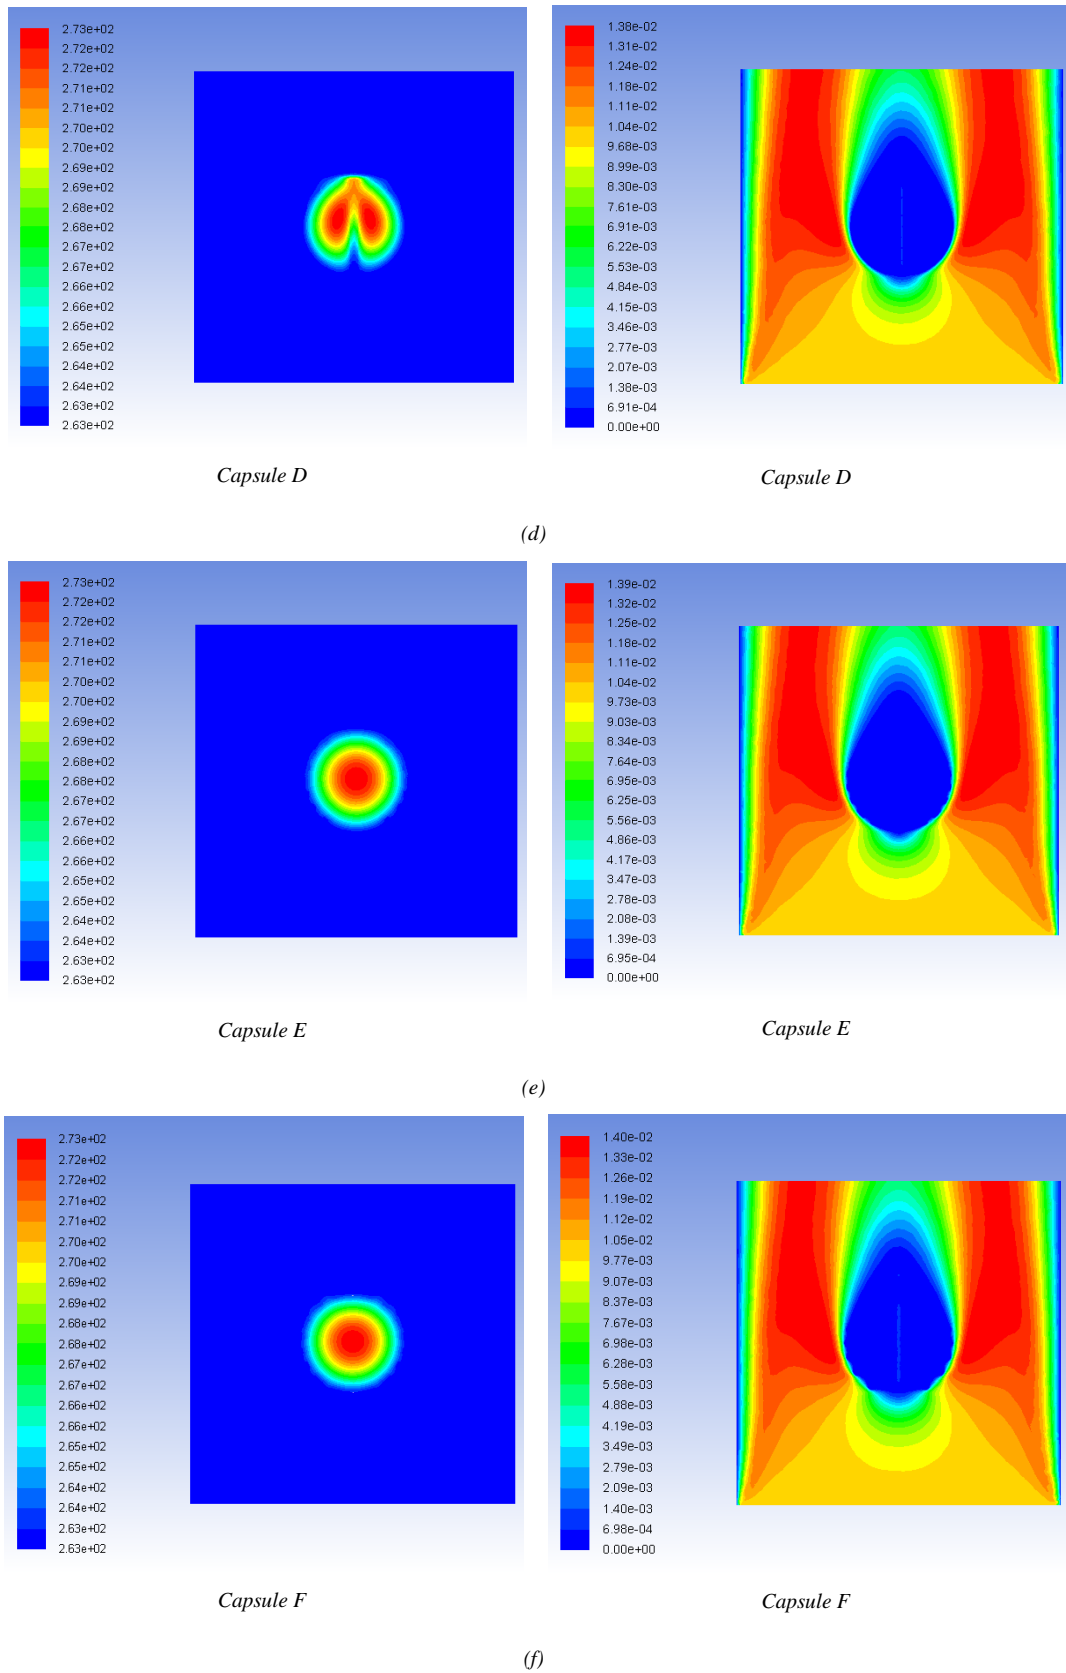 2.73e+02
2.72e+02
2.72e+02
2.71e+02
2.71e+02
2.70e+02
2.70e+02
2.69e+02
2.69e+02
2.68e+02
2.68e+02
2.67e+02
2.67e+02
2.66e+02
2.66e+02
2.65e+02
2.65e+02
2.64e+02
2.64e+02
2.63e+02
2.63e+02
1.38e-02
1.31e-02
1.24e-02
1.18e-02
1.11e-02
1.04e-02
9.68e-03
8.99e-03
8.30e-03
7.61e-03
6.91e-03
6.22e-03
5.53e-03
4.84e-03
4.15e-03
3.46e-03
2.77e-03
2.07e-03
1.38e-03
6.91e-04
0.00e+00
Capsule D
Capsule D
(d)
2.73e+02
2.72e+02
2.72e+02
2.71e+02
2.71e+02
2.70e+02
2.70e+02
2.69e+02
2.69e+02
2.68e+02
2.68e+02
2.67e+02
2.67e+02
2.66e+02
2.66e+02
2.65e+02
2.65e+02
2.64e+02
2.64e+02
2.63e+02
2.63e+02
1.39e-02
1.32e-02
1.25e-02
1.18e-02
1.11e-02
1.04e-02
9.73e-03
9.03e-03
8.34e-03
7.64e-03
6.95e-03
6.25e-03
5.56e-03
4.86e-03
4.17e-03
3.47e-03
2.78e-03
2.08e-03
1.39e-03
6.95e-04
0.00e+00
Capsule E
Capsule E
(e)
2.73e+02
2.72e+02
2.72e+02
2.71e+02
2.71e+02
2.70e+02
2.70e+02
2.69e+02
2.69e+02
2.68e+02
2.68e+02
2.67e+02
2.67e+02
2.66e+02
2.66e+02
2.65e+02
2.65e+02
2.64e+02
2.64e+02
2.63e+02
2.63e+02
1.40e-02
1.33e-02
1.26e-02
1.19e-02
1.12e-02
1.05e-02
9.77e-03
9.07e-03
8.37e-03
7.67e-03
6.98e-03
6.28e-03
5.58e-03
4.88e-03
4.19e-03
3.49e-03
2.79e-03
2.09e-03
1.40e-03
6.98e-04
0.00e+00
Capsule F
Capsule F
(f)